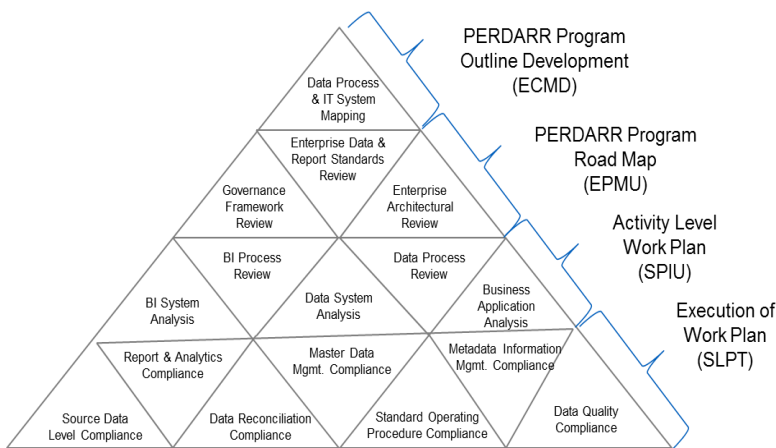 Data Process
& IT System
Mapping
Enterprise Data &
Report Standards
Review
Governance
Framework
Review
Enterprise
Architectural
Review
BI Process
Review
Data Process
Review
BI System
Analysis
Data System
Analysis
Business
Application
Analysis
Report & Analytics
Compliance
Master Data
Mgmt. Compliance
Metadata Information
Mgmt. Compliance
Source Data
Level Compliance
Data Reconciliation
Compliance
Standard Operating
Procedure Compliance
Data Quality
Compliance
PERDARR Program
Outline Development
(ECMD)
PERDARR Program
Road Map
(EPMU)
Activity Level
Work Plan
(SPIU)
Execution of
Work Plan
(SLPT)